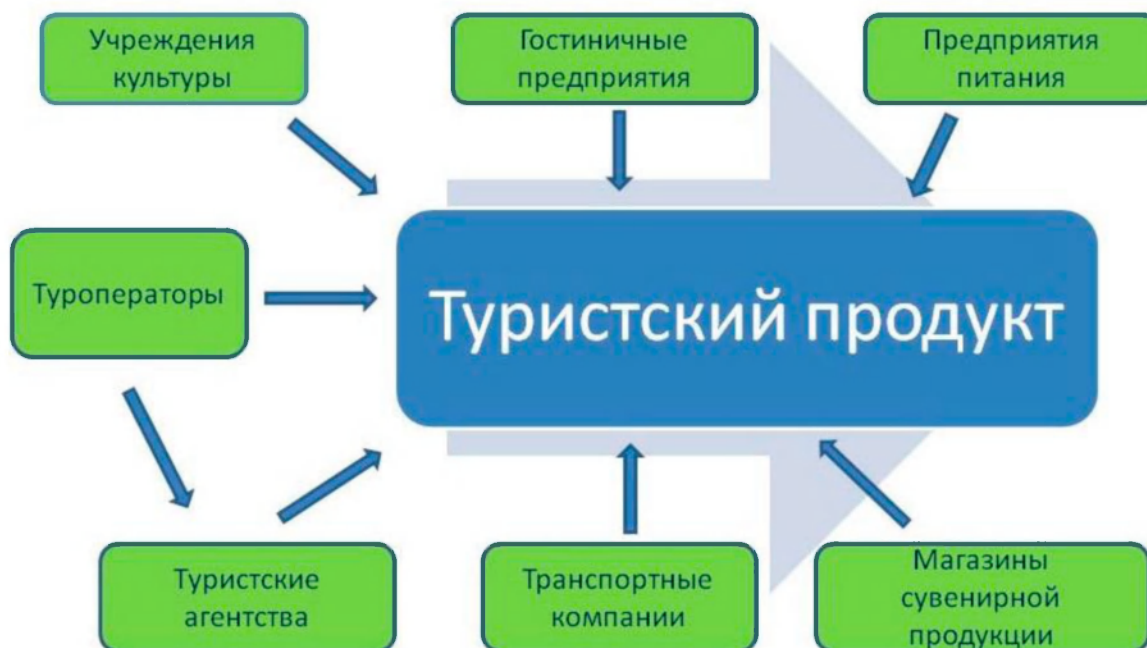 Учреждения
культуры
Гостиничные
предприятия
Предприятия
питания
Туроператоры
Туристский продукт
Туристские
агентства
Транспортные
компании
Магазины
сувенирной
продукции